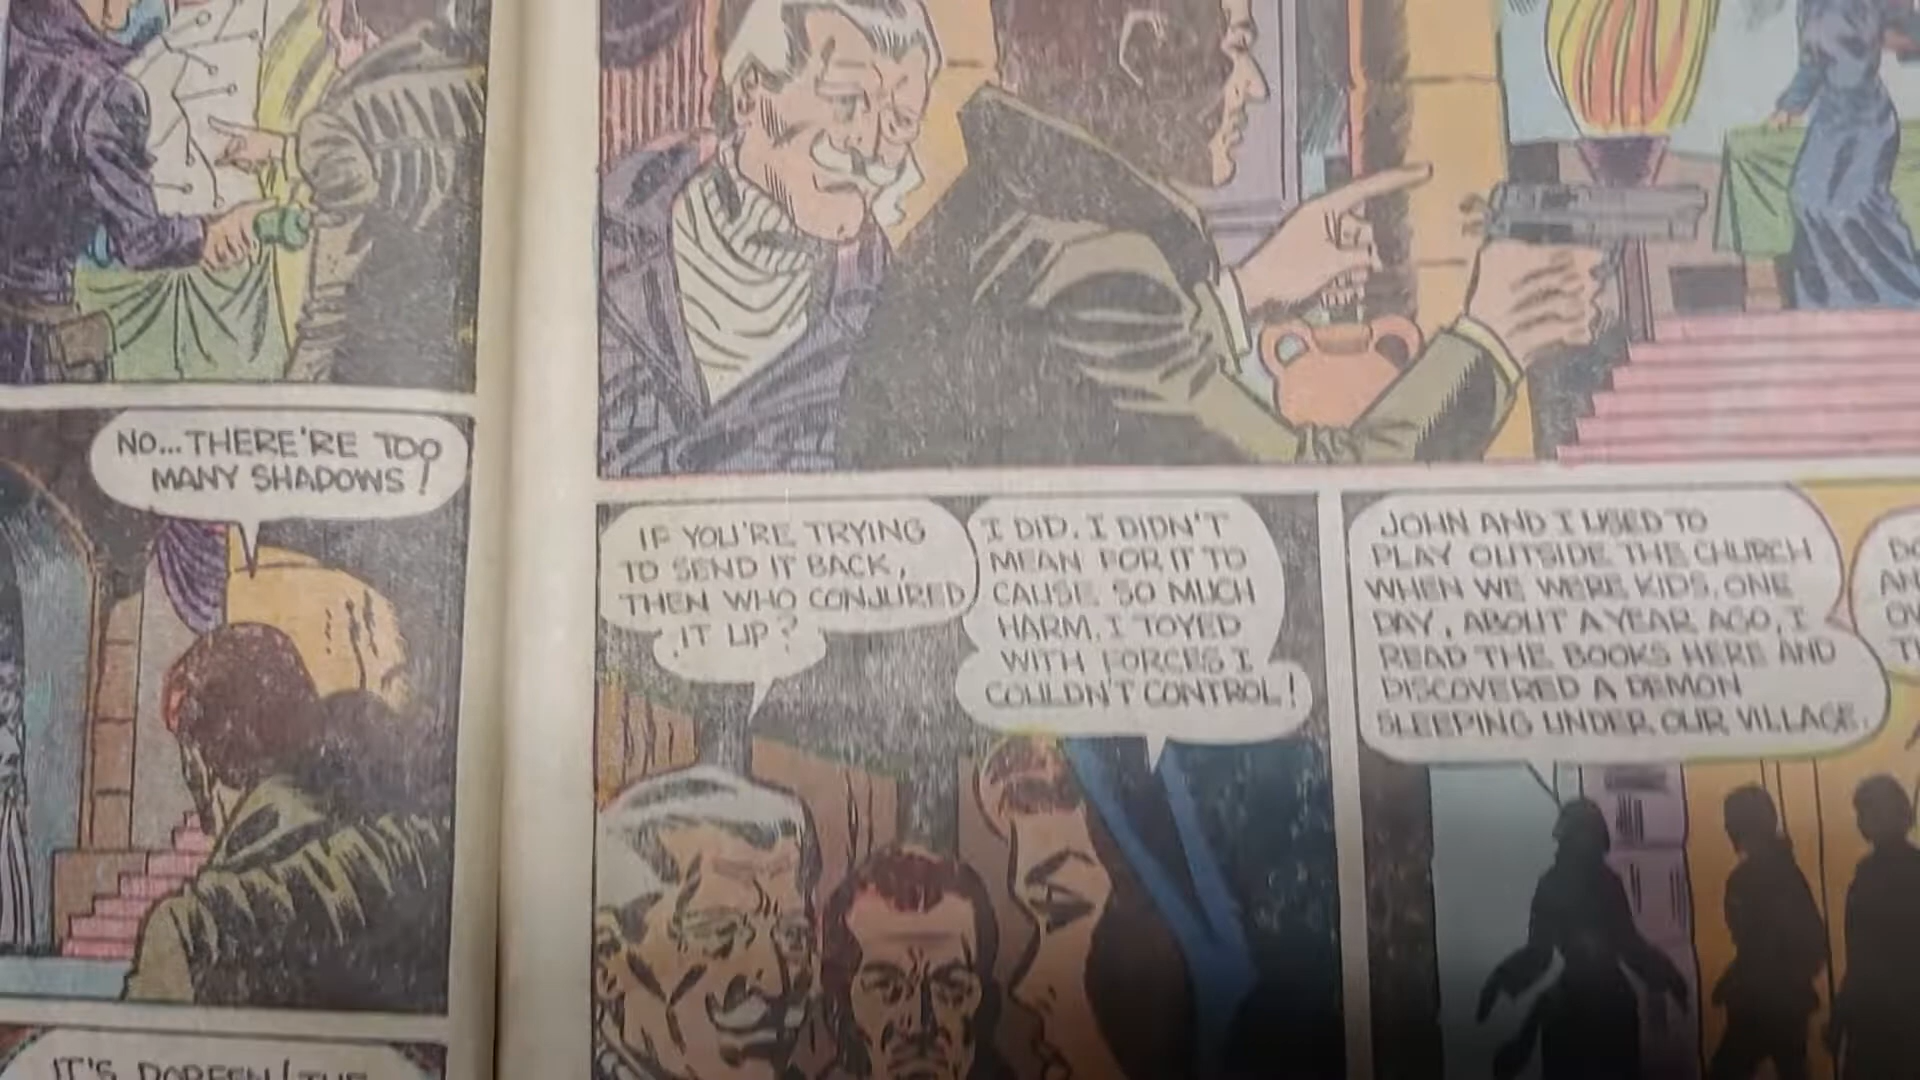 NO...THERE'RE TOO
MANY SHADOWS!
IT'S DOREEN! THE
IF YOU'RE TRYING
TO SEND IT BACK,
THEN WHO CONJURED
IT UP?
I DID. I DIDN'T
MEAN FOR IT TO
CAUSE SO MUCH
HARM. I TOYED
WITH FORCES I
COULDN'T CONTROL!
JOHN AND I USED TO
PLAY OUTSIDE THE CHURCH
WHEN WE WERE KIDS. ONE
DAY, ABOUT A YEAR AGO, I
READ THE BOOKS HERE AND
DISCOVERED A DEMON
SLEEPING UNDER OUR VILLAGE.